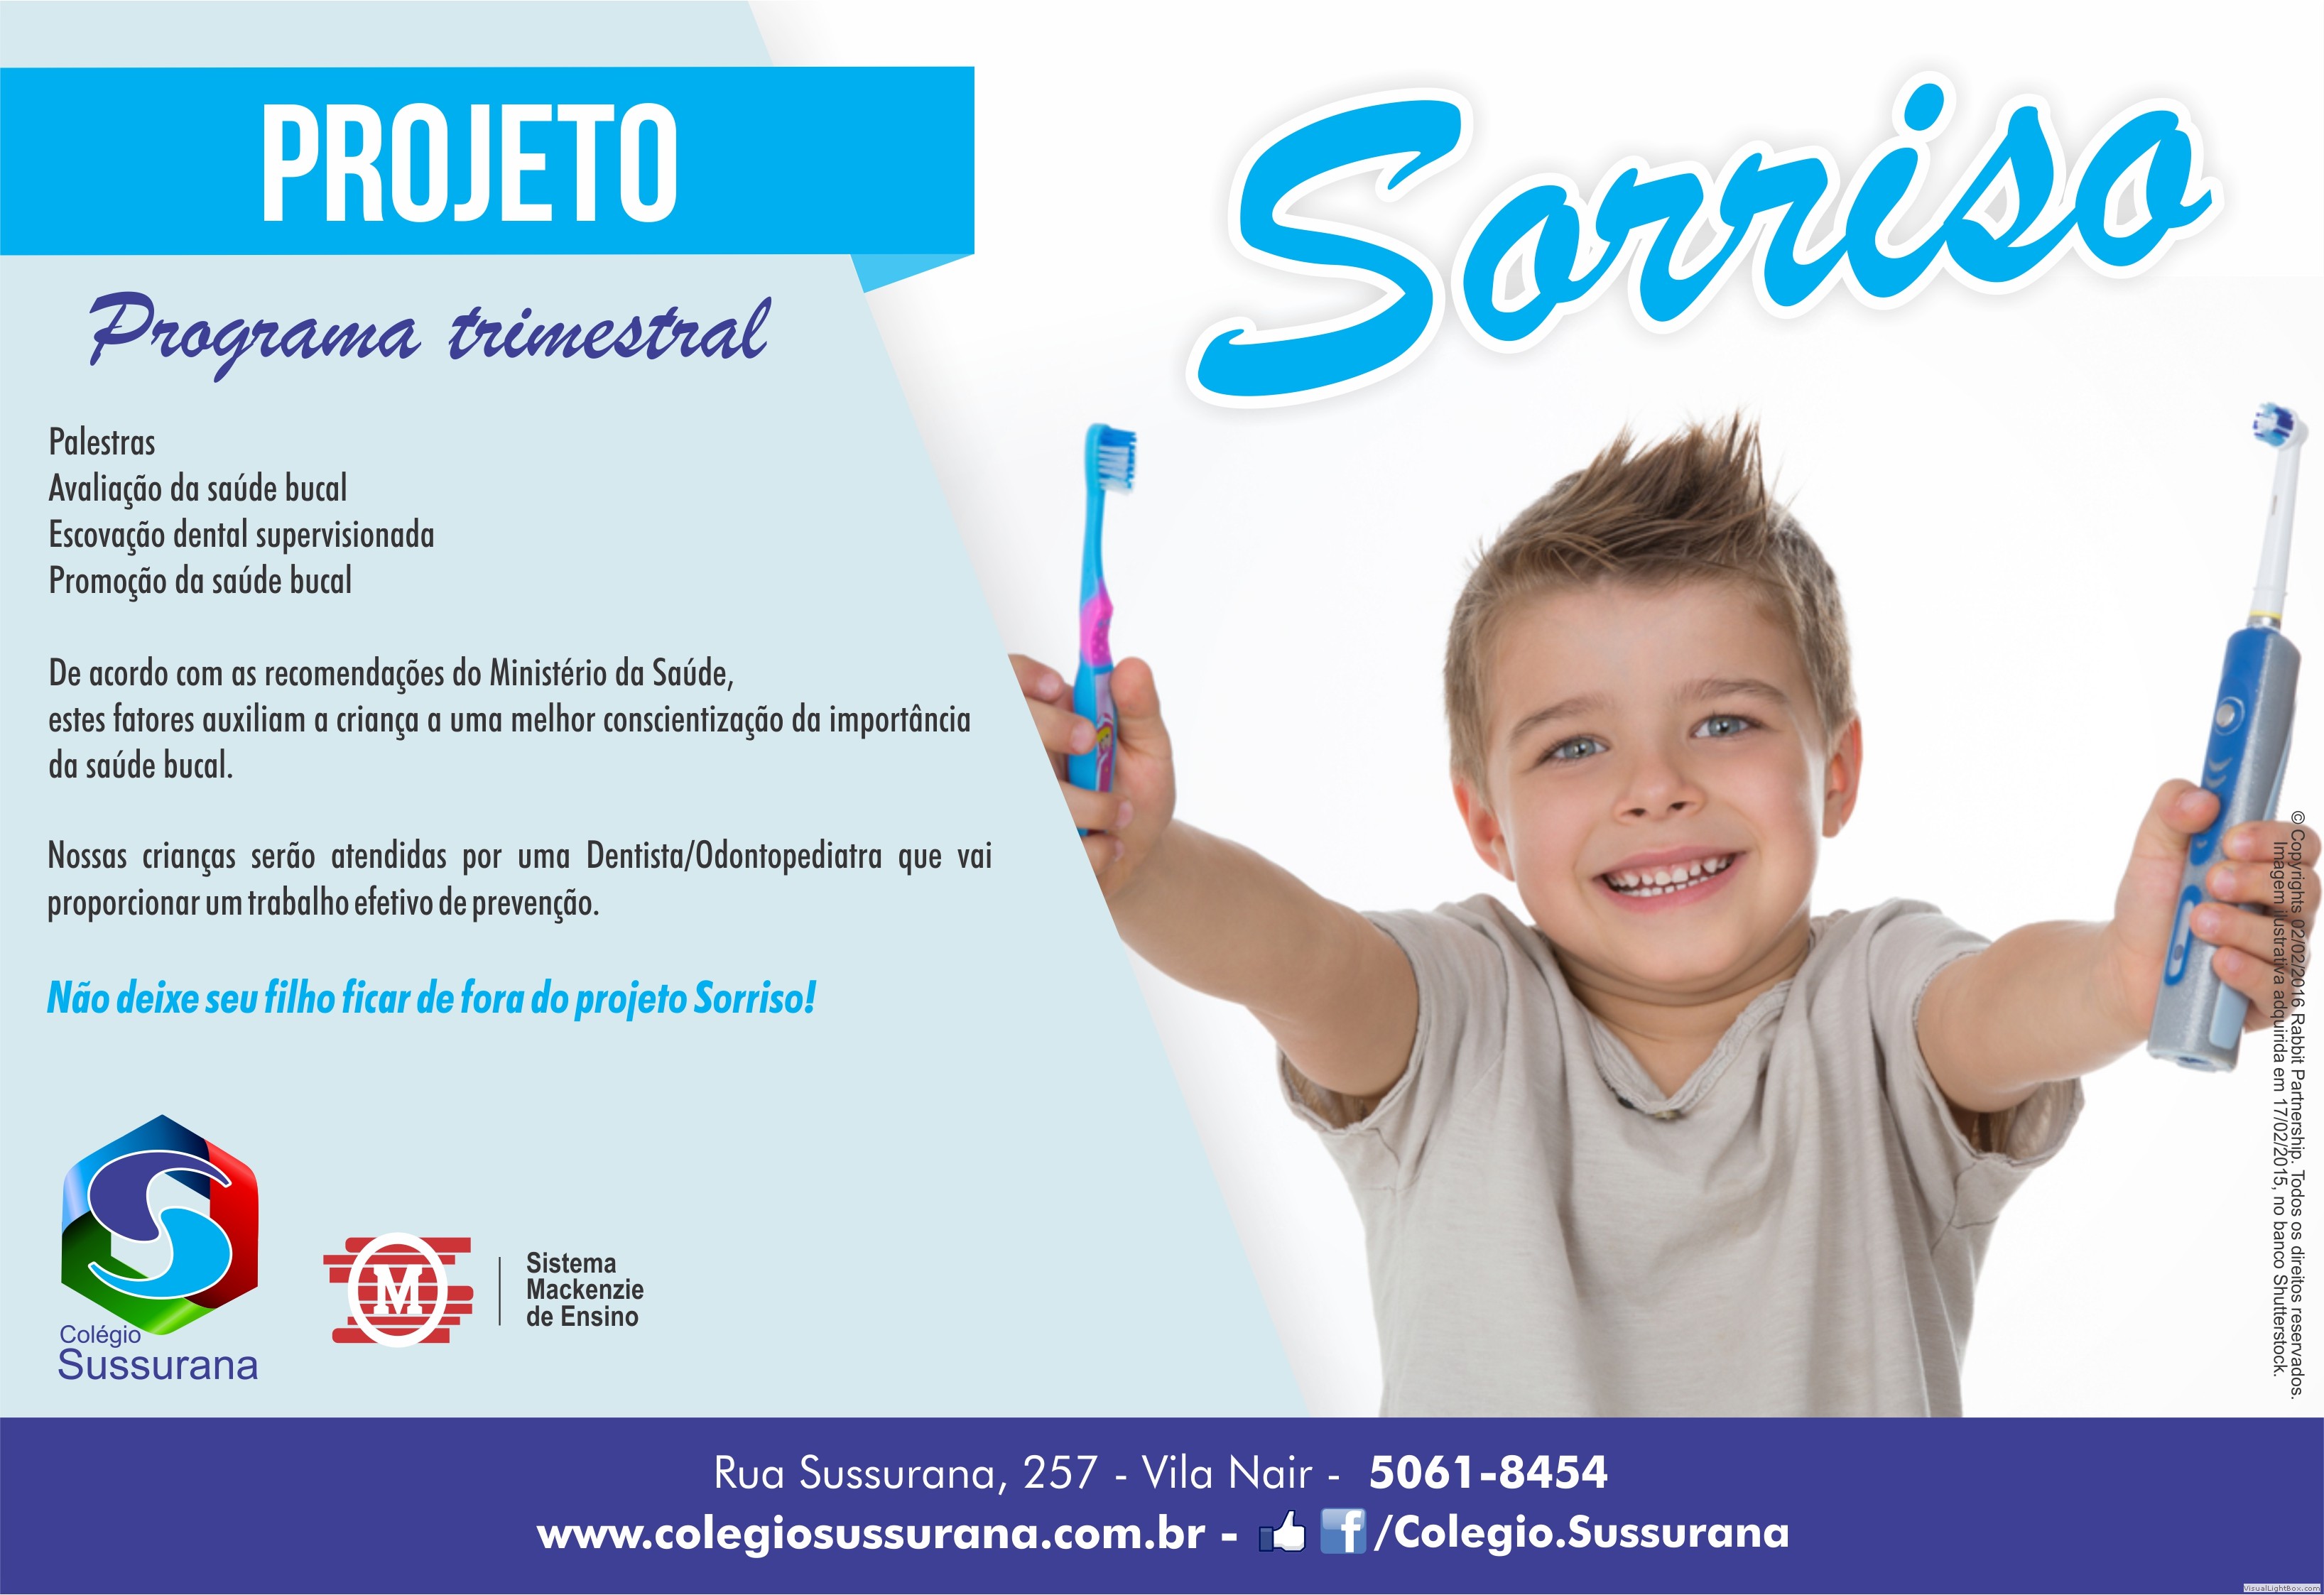 PROJETO
Sorriso
Programa trimestral
Palestras
Avaliação da saúde bucal
Escovação dental supervisionada
Promoção da saúde bucal
De acordo com as recomendações do Ministério da Saúde,
estes fatores auxiliam a criança a uma melhor conscientização da importância
da saúde bucal.
Nossas crianças serão atendidas por uma Dentista/Odontopediatra que vai
proporcionar um trabalho efetivo de prevenção.
Não deixe seu filho ficar de fora do projeto Sorriso!
Colégio
Sussurana
M
Sistema
Mackenzie
de Ensino
© Copyrights 02/02/2016 Rabbit Partnership. Todos os direitos reservados.
Imagem ilustrativa adquirida em 17/02/2015, no banco Shutterstock.
Rua Sussurana, 257 - Vila Nair - 5061-8454
www.colegiosussurana.com.br - f /Colegio.Sussurana
VisualLightBox.com